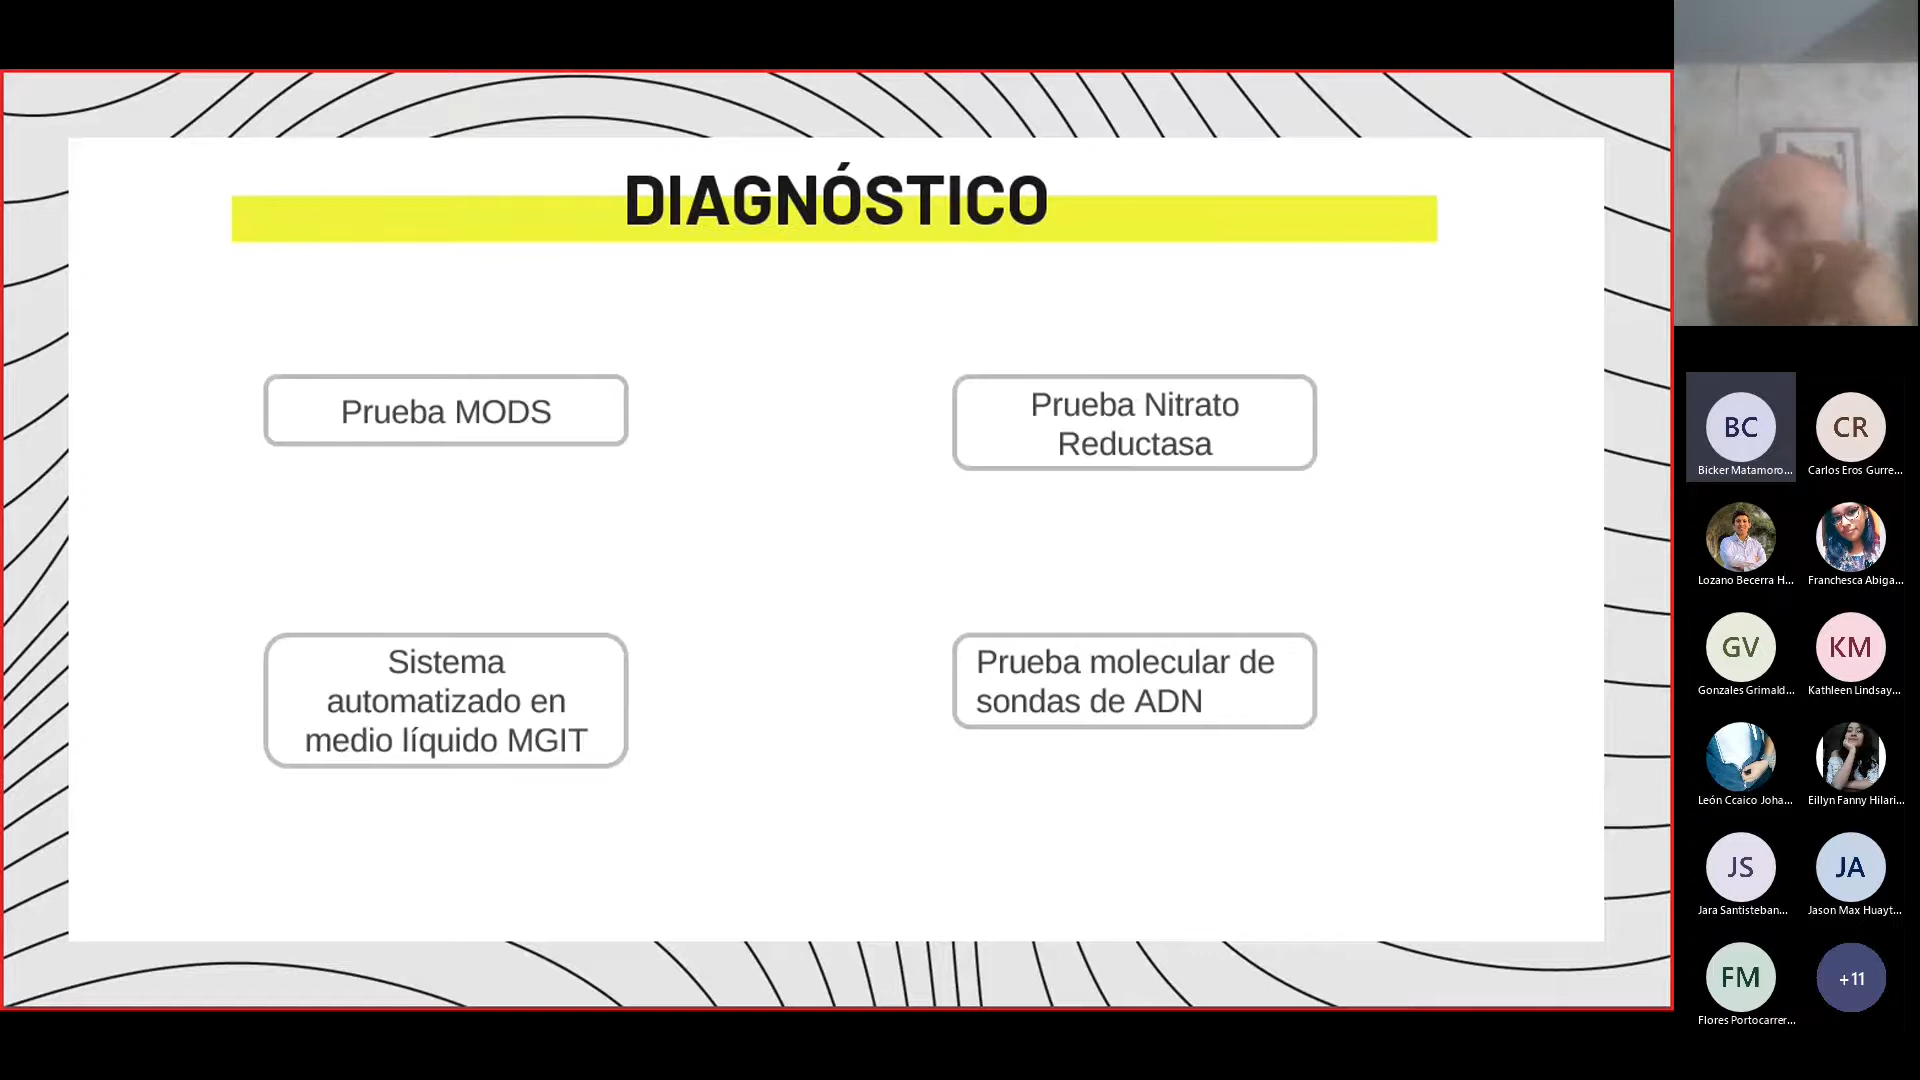 DIAGNÓSTICO
Prueba MODS
Prueba Nitrato
Reductasa
Sistema
automatizado en
medio líquido MGIT
Prueba molecular de
sondas de ADN
BC
Bicker Matamoro...
CR
Carlos Eros Gurre...
Lozano Becerra H...
Franchesca Abiga...
GV
Gonzales Grimald...
KM
Kathleen Lindsay...
León Ccaico Joha...
Eillyn Fanny Hilari...
JS
Jara Santisteban...
JA
Jason Max Huayt...
FM
Flores Portocarrer...
+11